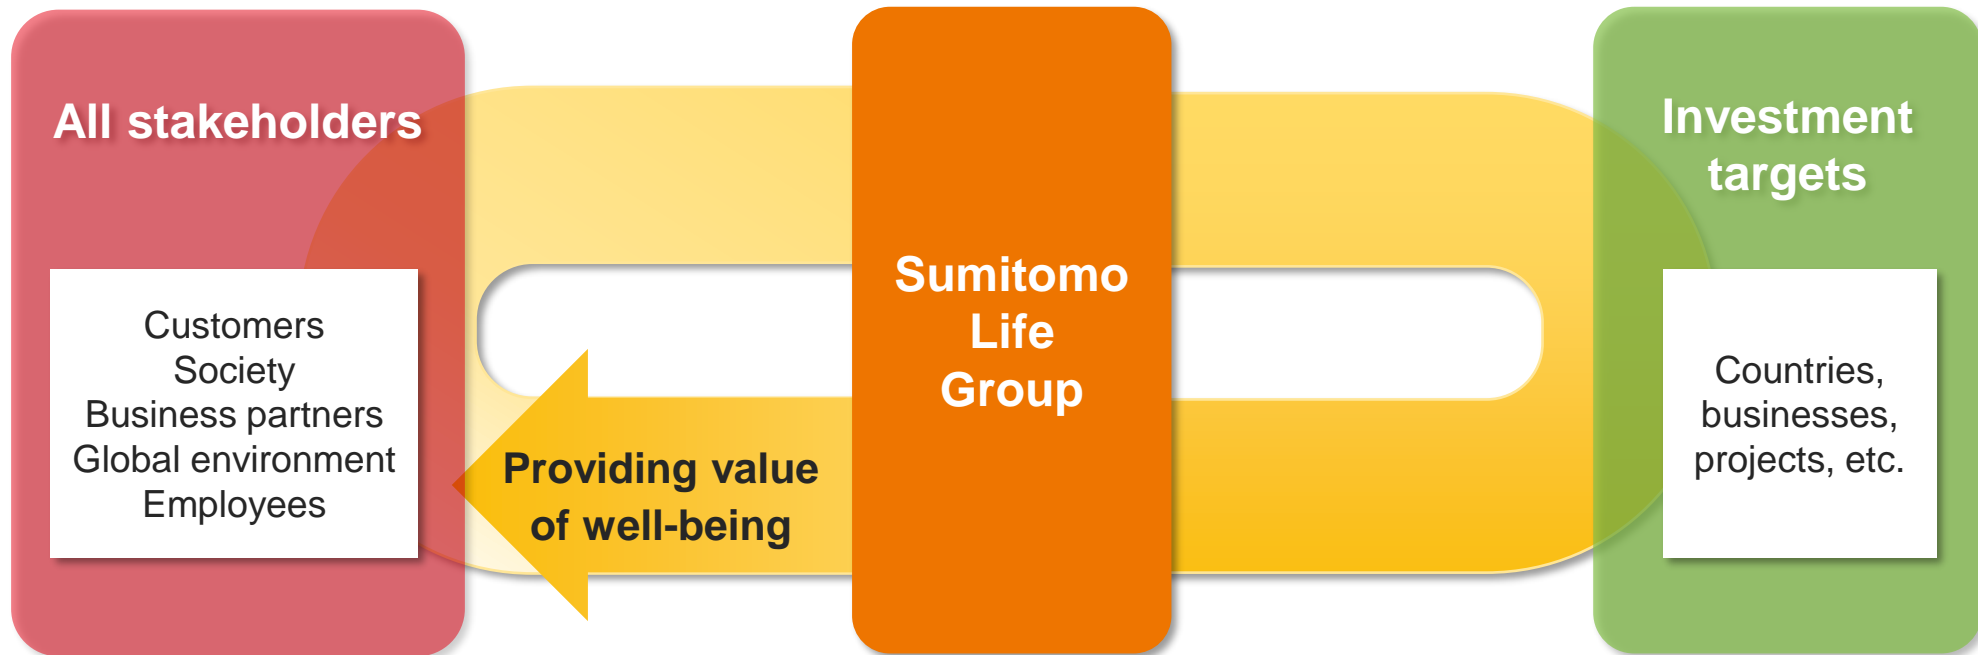 All stakeholders
Customers
Society
Business partners
Global environment
Employees
Providing value
of well-being
Sumitomo
Life
Group
Investment
targets
Countries,
businesses,
projects, etc.